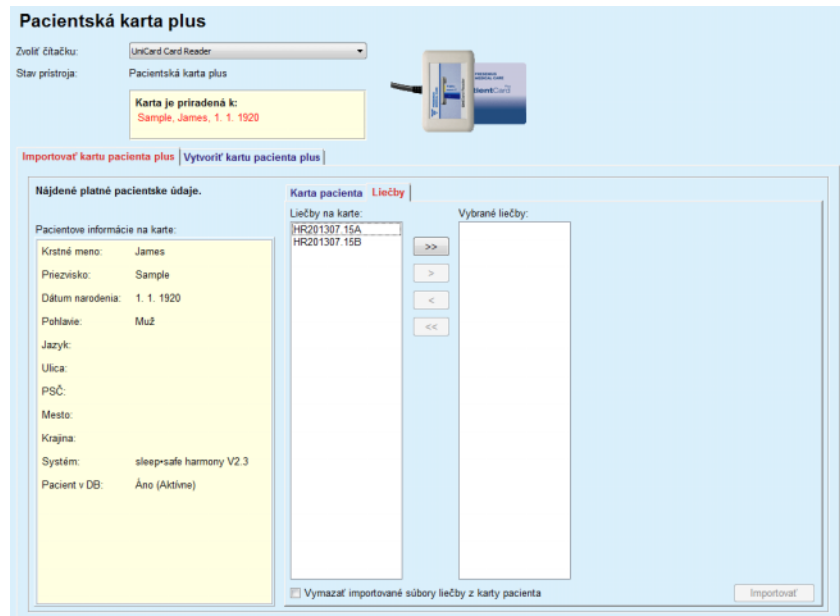 Pacientská karta plus
Zvoliť čítačku: UniCard Card Reader
Stav prístroja: Pacientská karta plus
Karta je priradená k:
Sample, James, 1. 1. 1920
FRESENIUS
MEDICAL CARE
tientCard
Importovať kartu pacienta plus Vytvoriť kartu pacienta plus
Nájdené platné pacientske údaje.
Pacientove informácie na karte:
Krstné meno: James
Priezvisko: Sample
Dátum narodenia: 1. 1. 1920
Pohlavie: Muž
Jazyk:
Ulica:
PSČ:
Mesto:
Krajina:
Systém: sleep•safe harmony V2.3
Pacient v DB: Áno (Aktívne)
Karta pacienta Liečby
Liečby na karte: Vybrané liečby:
HR201307.15A
HR201307.15B
>>
>
<
<<
Vymazať importované súbory liečby z karty pacienta
Importovať